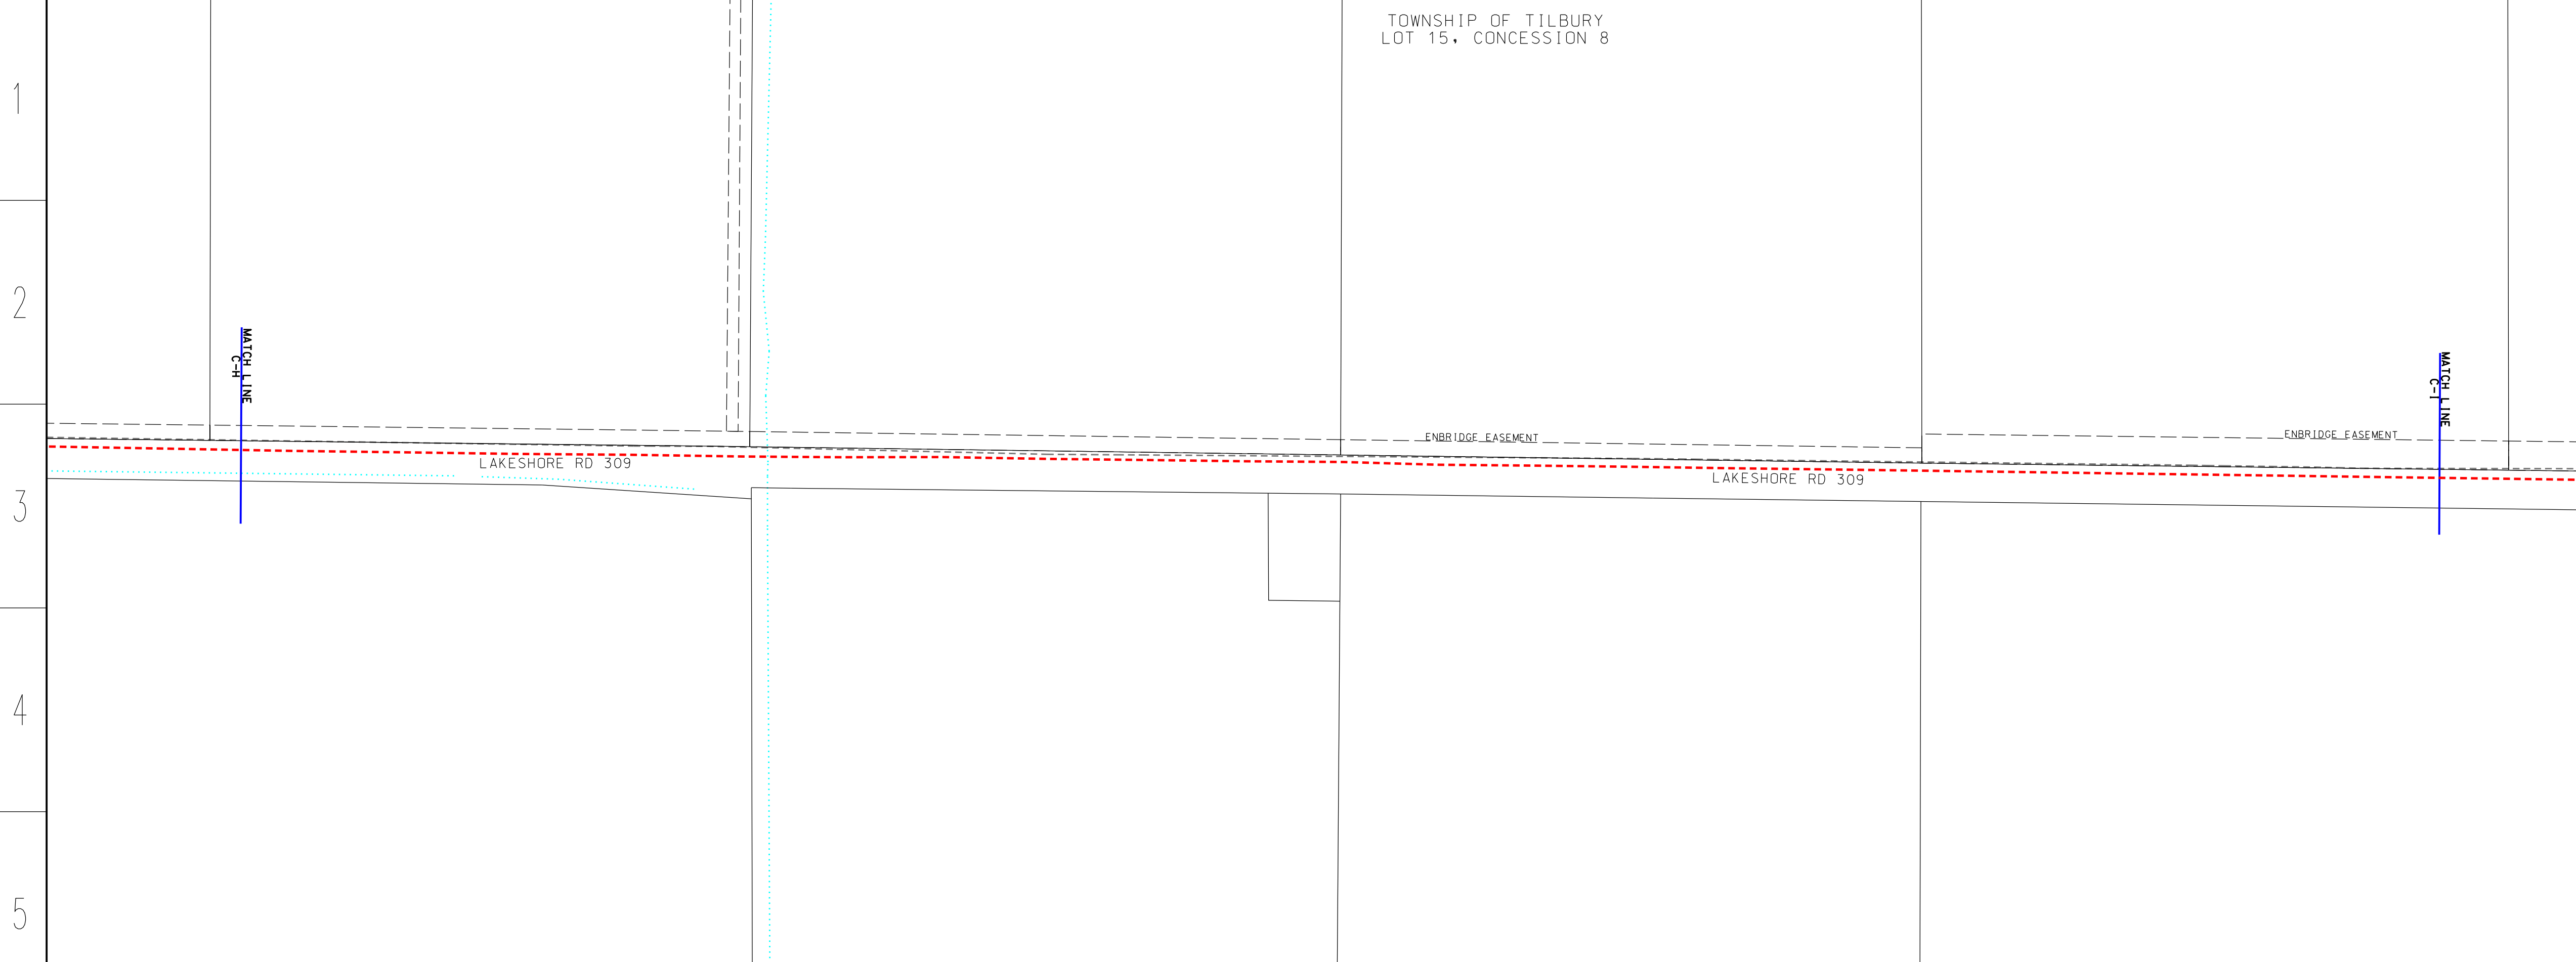 TOWNSHIP OF TILBURY
LOT 15, CONCESSION 8
1
2
MATCH LINE
C-H
MATCH LINE
C-I
ENBRIDGE EASEMENT
ENBRIDGE EASEMENT
LAKESHORE RD 309
LAKESHORE RD 309
3
4
5